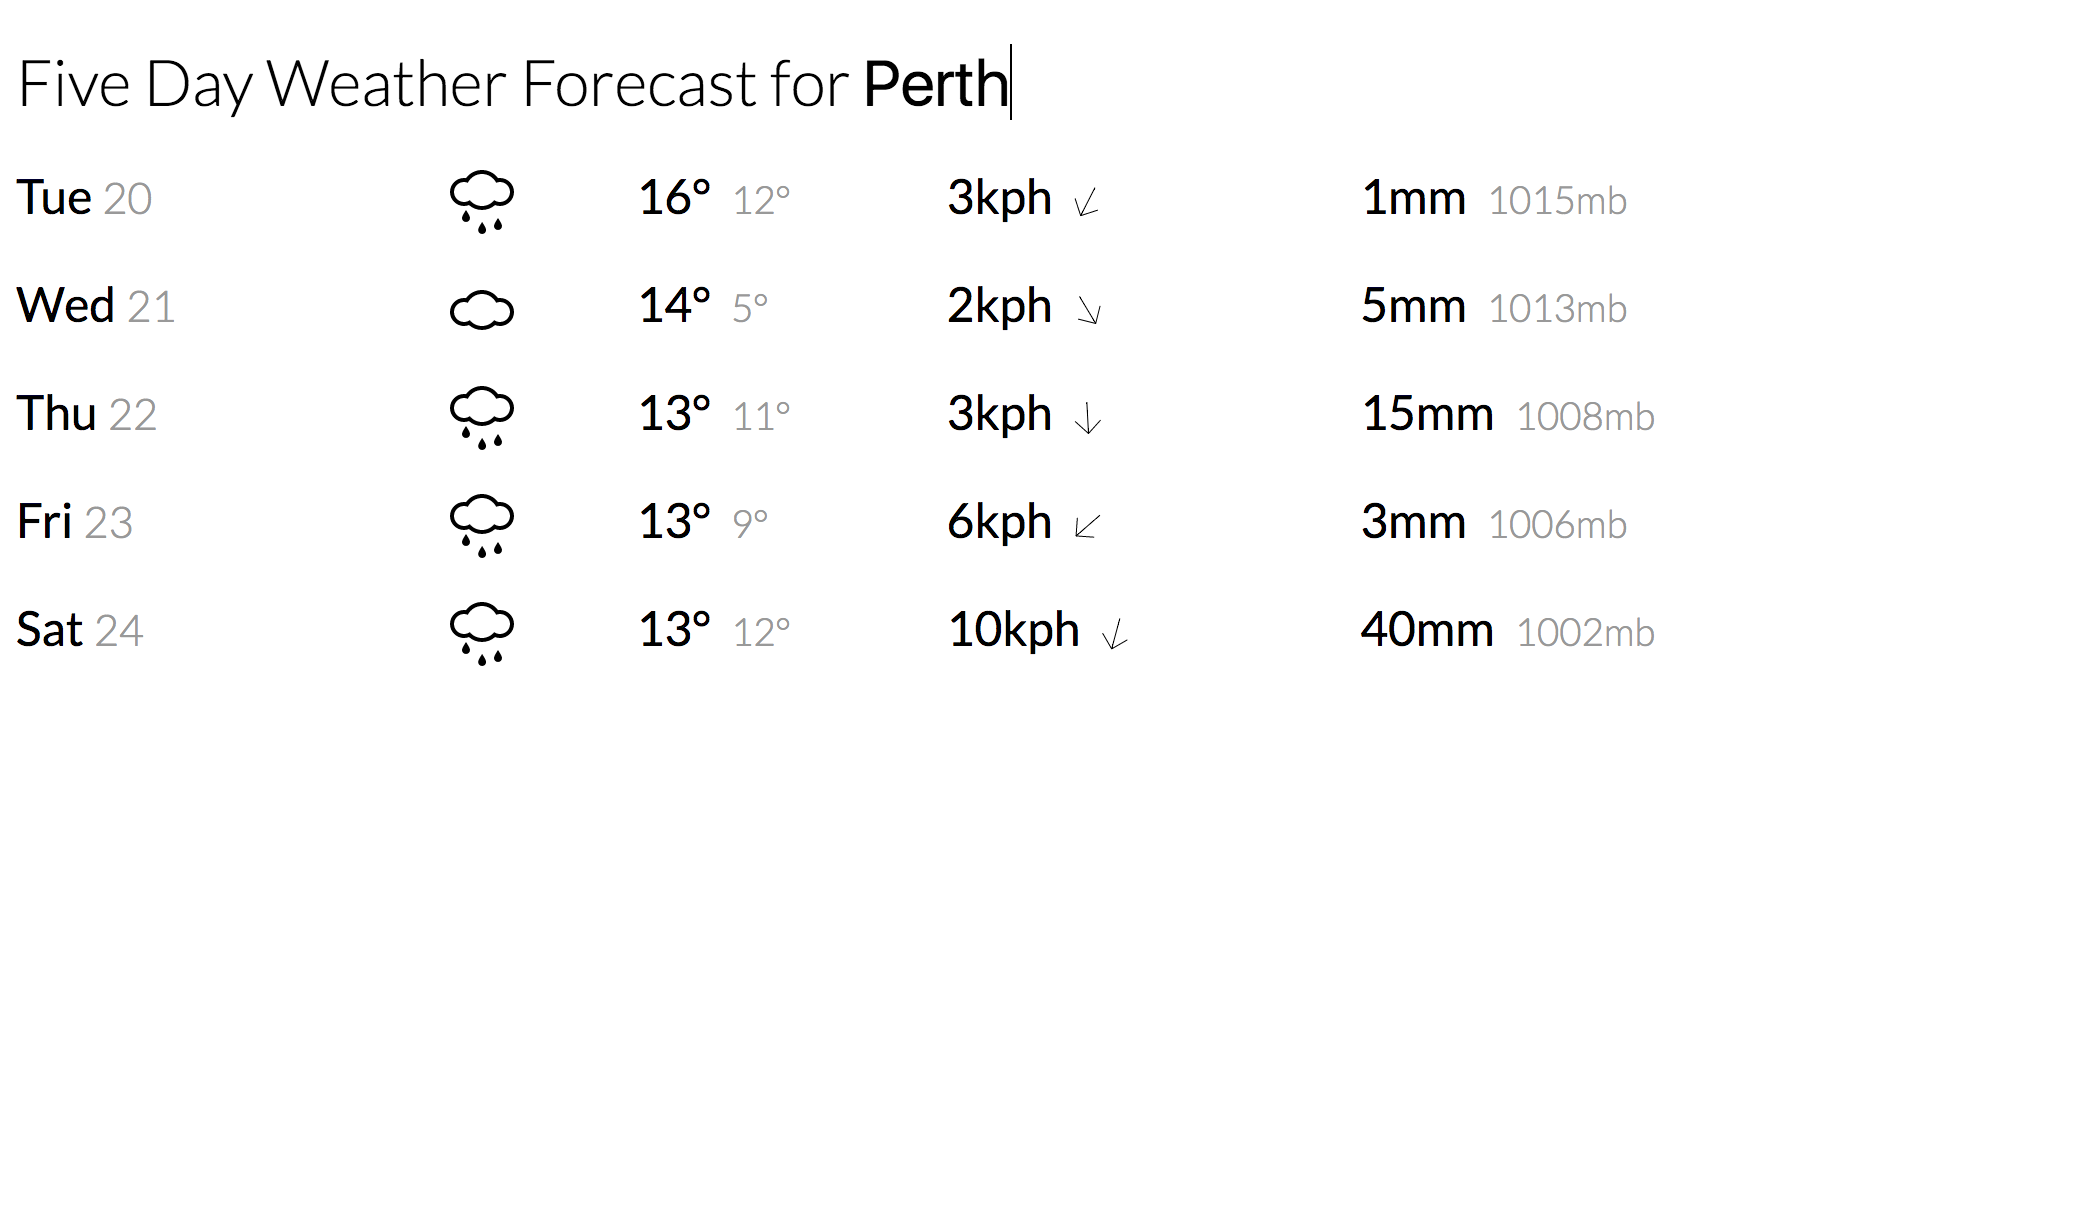 Five Day Weather Forecast for Perth
Tue 20 16° 12° 3kph 1mm 1015mb
Wed 21 14° 5° 2kph 5mm 1013mb
Thu 22 13° 11° 3kph 15mm 1008mb
Fri 23 13° 9° 6kph 3mm 1006mb
Sat 24 13° 12° 10kph 40mm 1002mb